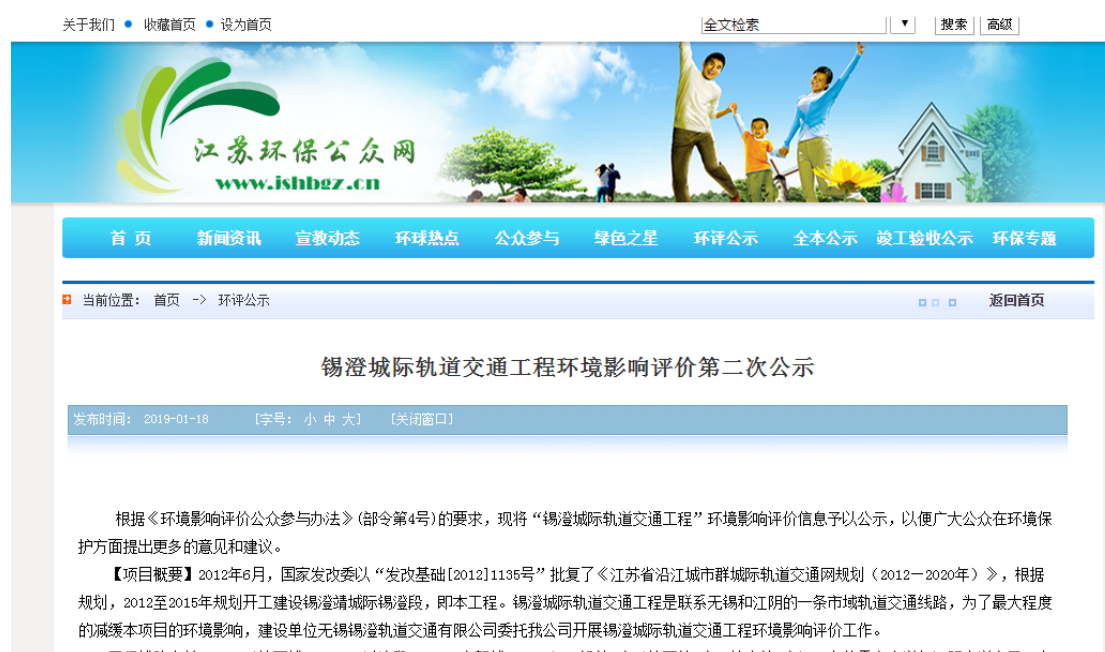 关于我们 收藏首页 设为首页
全文检索 搜索 高级
江苏环保公众网
www.jshbgz.cn
首 页 新闻资讯 宣教动态 环球热点 公众参与 绿色之星 环评公示 全本公示 竣工验收公示 环保专题
当前位置： 首页 -> 环评公示 返回首页
锡澄城际轨道交通工程环境影响评价第二次公示
发布时间： 2019-01-18 [字号： 小 中 大] [关闭窗口]
根据《环境影响评价公众参与办法》(部令第4号)的要求，现将“锡澄城际轨道交通工程”环境影响评价信息予以公示，以便广大公众在环境保
护方面提出更多的意见和建议。
【项目概要】2012年6月，国家发改委以“发改基础[2012]1135号”批复了《江苏省沿江城市群城际轨道交通网规划（2012－2020年）》，根据
规划，2012至2015年规划开工建设锡澄靖城际锡澄段，即本工程。锡澄城际轨道交通工程是联系无锡和江阴的一条市域轨道交通线路，为了最大程度
的减缓本项目的环境影响，建设单位无锡锡澄轨道交通有限公司委托我公司开展锡澄城际轨道交通工程环境影响评价工作。